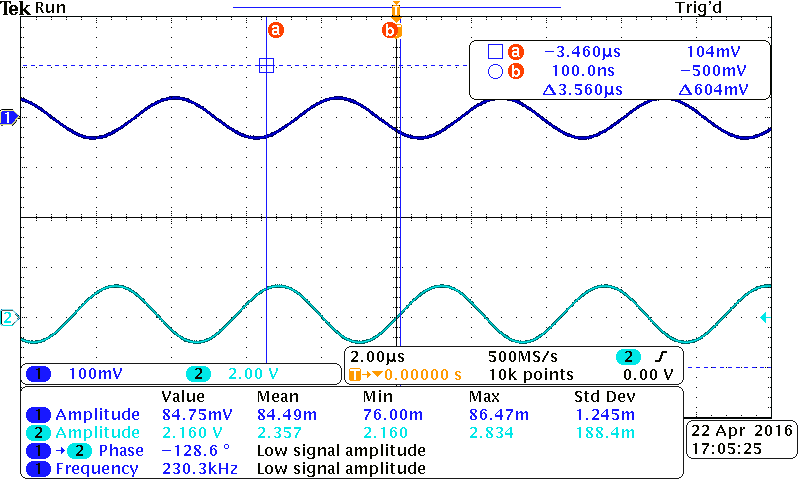 Tek Run Trig'd
T
a b
a −3.460µs 104mV
b 100.0ns −500mV
Δ3.560µs Δ604mV
1
2
1 100mV 2 2.00 V
2.00µs 500MS/s 2
T→▼0.00000 s 10k points 0.00 V
Value Mean Min Max Std Dev
1 Amplitude 84.75mV 84.49m 76.00m 86.47m 1.245m
2 Amplitude 2.160 V 2.357 2.160 2.834 188.4m
1 → 2 Phase −128.6 ° Low signal amplitude
1 Frequency 230.3kHz Low signal amplitude
22 Apr 2016
17:05:25